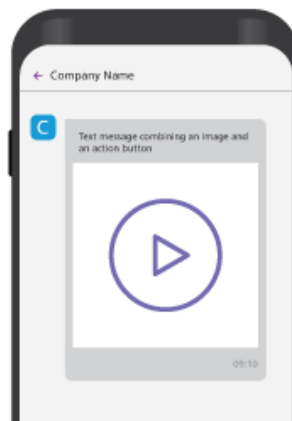 Company Name
C
Text message combining an image and
an action button
09:10